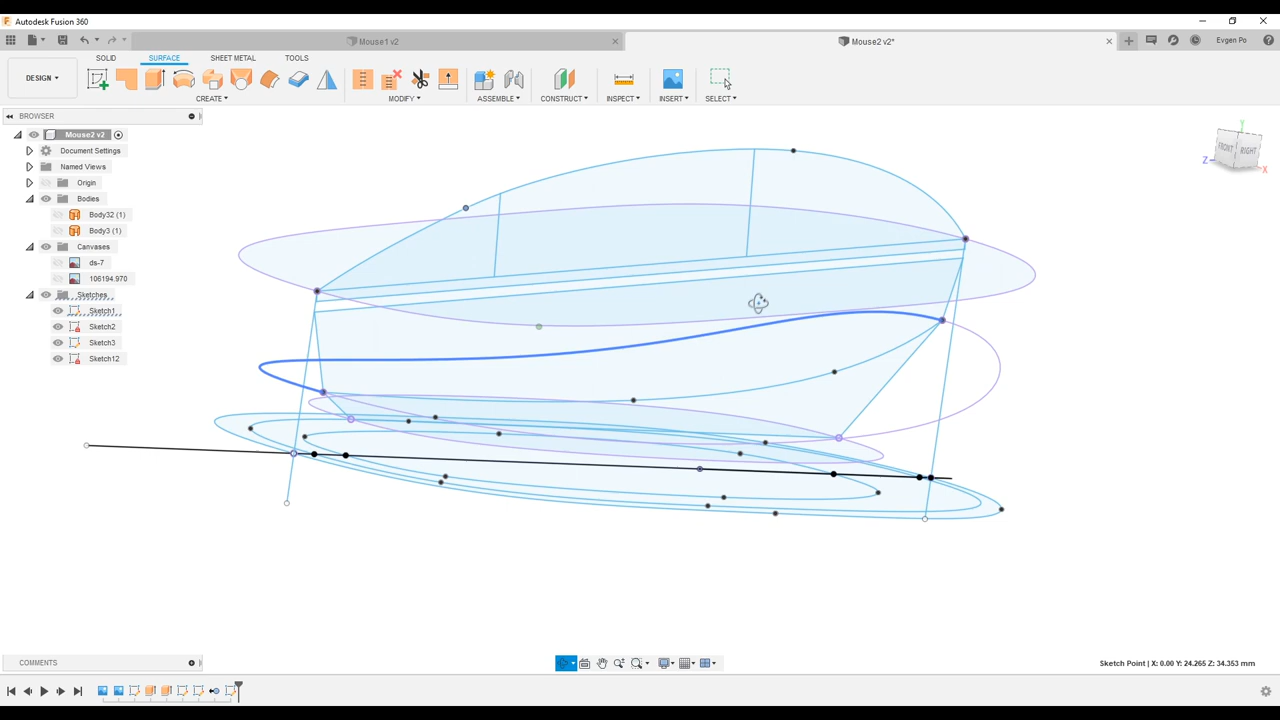 Autodesk Fusion 360
Mouse1 v2
Mouse2 v2*
Evgen Po
SOLID SURFACE SHEET METAL TOOLS
DESIGN
CREATE MODIFY ASSEMBLE CONSTRUCT INSPECT INSERT SELECT
BROWSER
Mouse2 v2
Document Settings
Named Views
Origin
Bodies
Body32 (1)
Body3 (1)
Canvases
ds-7
106194.970
Sketches
Sketch1
Sketch2
Sketch3
Sketch12
Y
FRONT RIGHT
Z
X
COMMENTS
Sketch Point | X: 0.00 Y: 24.265 Z: 34.353 mm